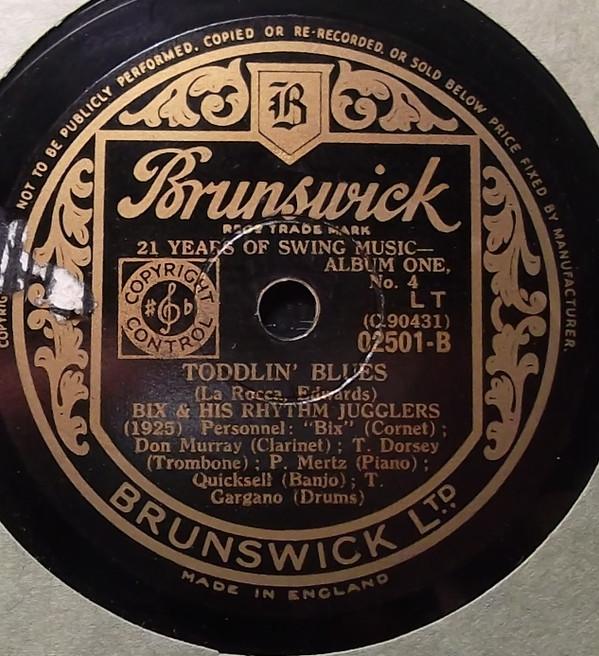 NOT TO BE PUBLICLY PERFORMED. COPIED OR RE-RECORDED. OR SOLD BELOW PRICE FIXED BY MANUFACTURER.
B
Brunswick
REGD TRADE MARK
21 YEARS OF SWING MUSIC—
ALBUM ONE,
No. 4
COPYRIGHT
CONTROL
L T
(C.90431)
02501-B
TODDLIN' BLUES
(La Rocca, Edwards)
BIX & HIS RHYTHM JUGGLERS
(1925) Personnel: "Bix" (Cornet) ;
Don Murray (Clarinet) ; T. Dorsey
(Trombone) ; P. Mertz (Piano) ;
Quicksell (Banjo) ; T.
Gargano (Drums)
BRUNSWICK LTD.
MADE IN ENGLAND